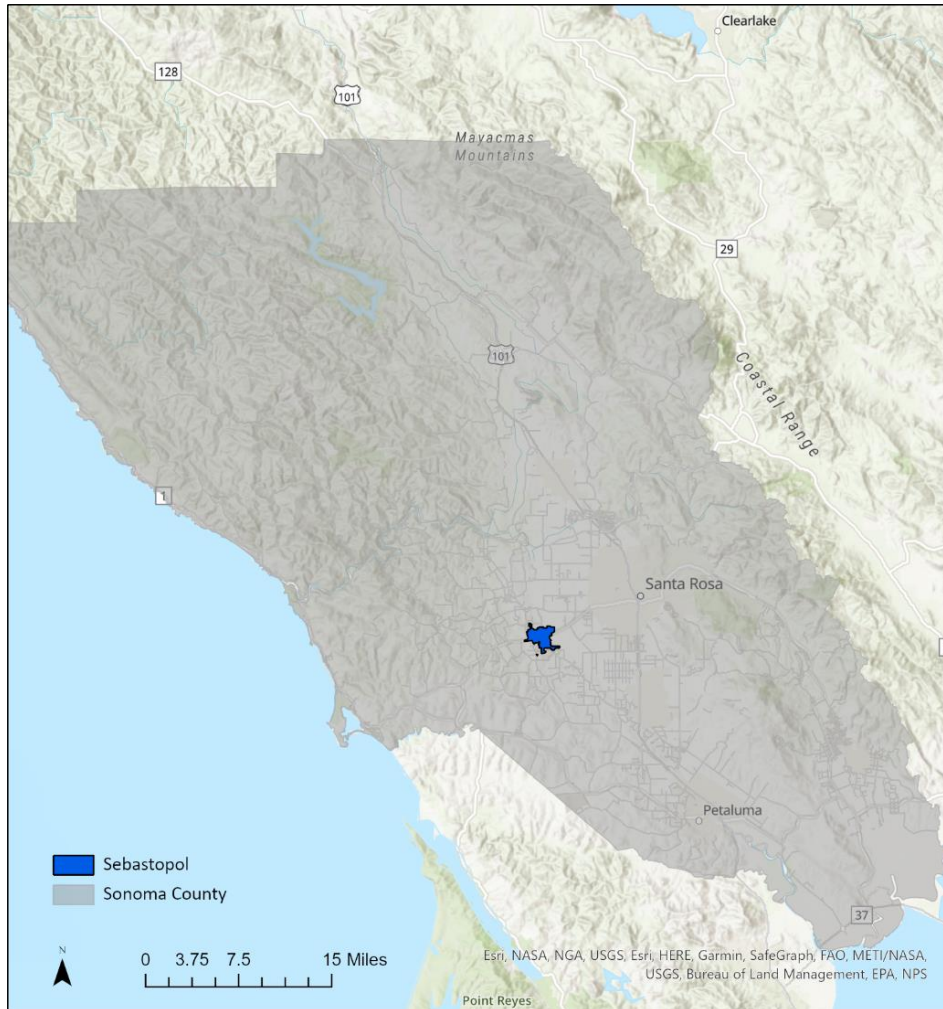 Clearlake
128
101
Mayacmas
Mountains
29
101
Coastal Range
1
Santa Rosa
Petaluma
Sebastopol
Sonoma County
37
N
0 3.75 7.5 15 Miles
Esri, NASA, NGA, USGS, Esri, HERE, Garmin, SafeGraph, FAO, METI/NASA,
USGS, Bureau of Land Management, EPA, NPS
Point Reyes